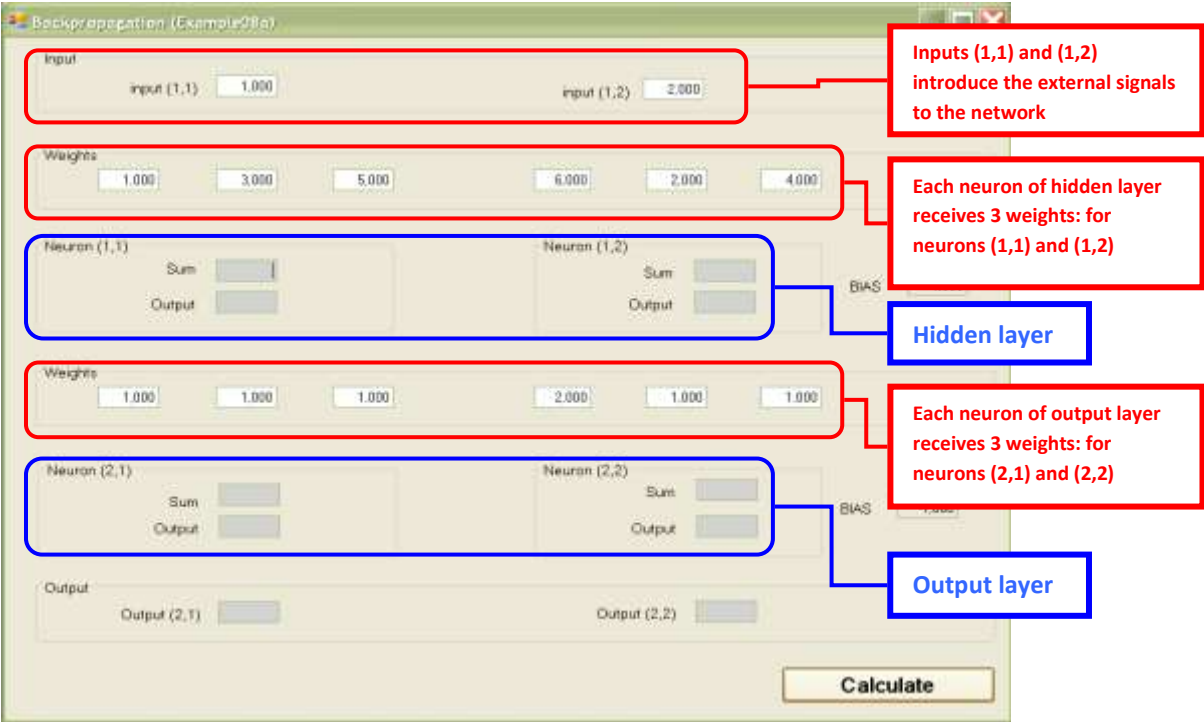 Backpropagation (Example08a)
Input
input (1,1) 1.000 input (1,2) 2.000
Inputs (1,1) and (1,2)
introduce the external signals
to the network
Weights
1.000 3.000 5.000 6.000 2.000 4.000
Each neuron of hidden layer
receives 3 weights: for
neurons (1,1) and (1,2)
Neuron (1,1) Neuron (1,2)
Sum Sum
BIAS
Output Output
Hidden layer
Weights
1.000 1.000 1.000 2.000 1.000 1.000
Each neuron of output layer
receives 3 weights: for
neurons (2,1) and (2,2)
Neuron (2,1) Neuron (2,2)
Sum Sum
BIAS
Output Output
Output layer
Output
Output (2,1) Output (2,2)
Calculate